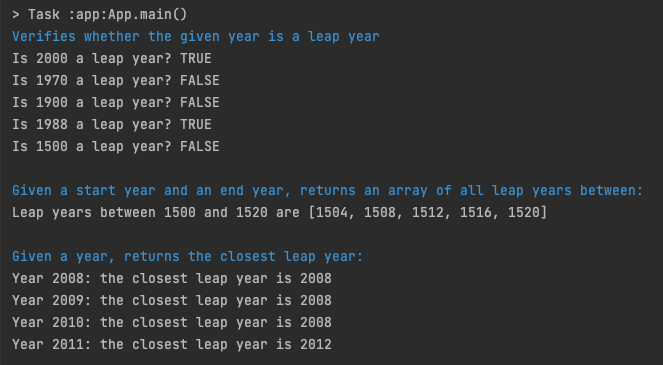 > Task :app:App.main()
Verifies whether the given year is a leap year
Is 2000 a leap year? TRUE
Is 1970 a leap year? FALSE
Is 1900 a leap year? FALSE
Is 1988 a leap year? TRUE
Is 1500 a leap year? FALSE
Given a start year and an end year, returns an array of all leap years between:
Leap years between 1500 and 1520 are [1504, 1508, 1512, 1516, 1520]
Given a year, returns the closest leap year:
Year 2008: the closest leap year is 2008
Year 2009: the closest leap year is 2008
Year 2010: the closest leap year is 2008
Year 2011: the closest leap year is 2012